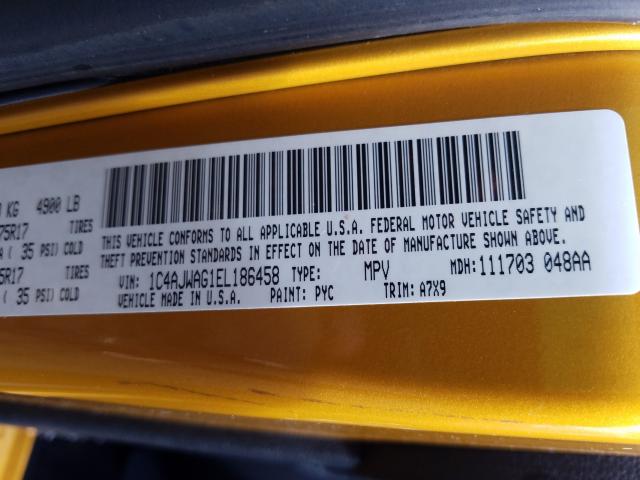 KG 4900 LB
75R17 TIRES
( 35 PSI) COLD
5R17 TIRES
( 35 PSI) COLD
THIS VEHICLE CONFORMS TO ALL APPLICABLE U.S.A. FEDERAL MOTOR VEHICLE SAFETY AND
THEFT PREVENTION STANDARDS IN EFFECT ON THE DATE OF MANUFACTURE SHOWN ABOVE.
VIN: 1C4AJWAG1EL186458 TYPE: MPV MDH: 111703 048AA
VEHICLE MADE IN U.S.A. PAINT: PYC TRIM: A7X9